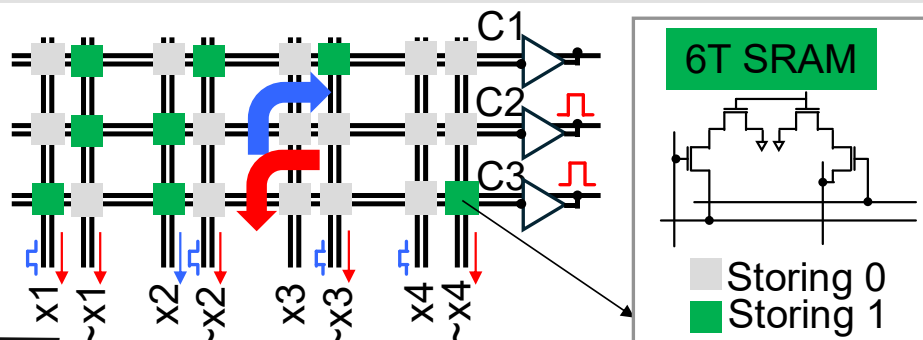 C1
C2
C3
x1
~x1
x2
~x2
x3
~x3
x4
~x4
6T SRAM
Storing 0
Storing 1